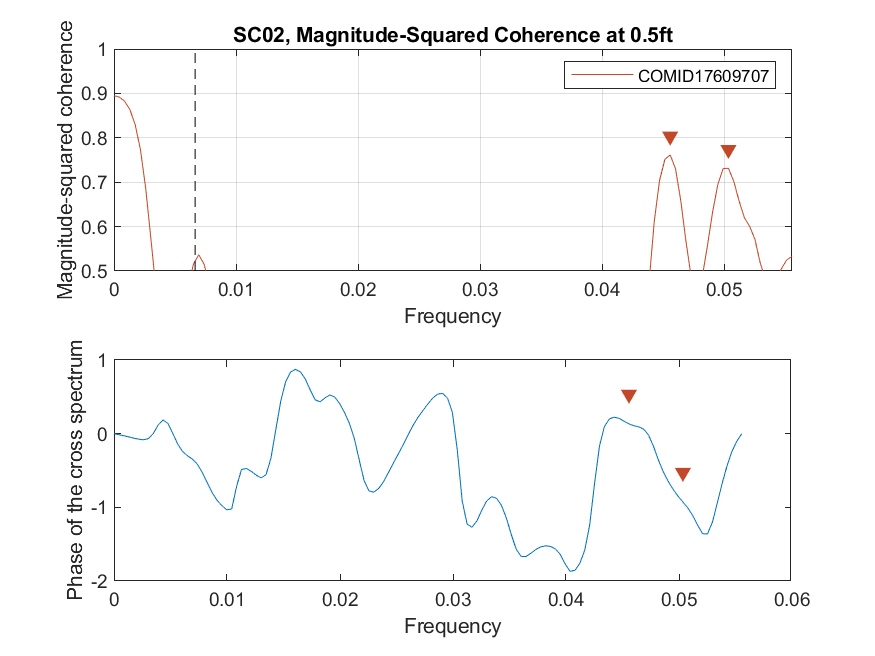 SC02, Magnitude-Squared Coherence at 0.5ft
Magnitude-squared coherence
1
0.9
0.8
0.7
0.6
0.5
COMID17609707
0 0.01 0.02 0.03 0.04 0.05
Frequency
Phase of the cross spectrum
1
0
-1
-2
0 0.01 0.02 0.03 0.04 0.05 0.06
Frequency